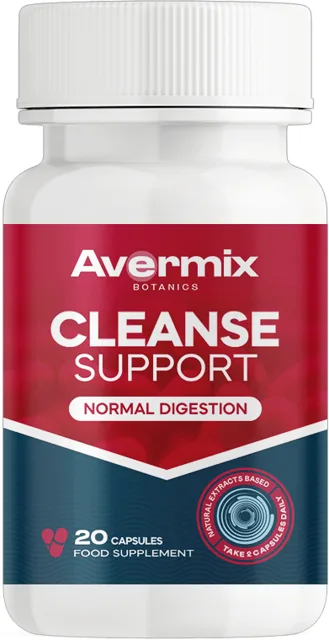 Avermix
BOTANICS
CLEANSE
SUPPORT
NORMAL DIGESTION
NATURAL EXTRACTS BASED
TAKE 2 CAPSULES DAILY
20 CAPSULES
FOOD SUPPLEMENT